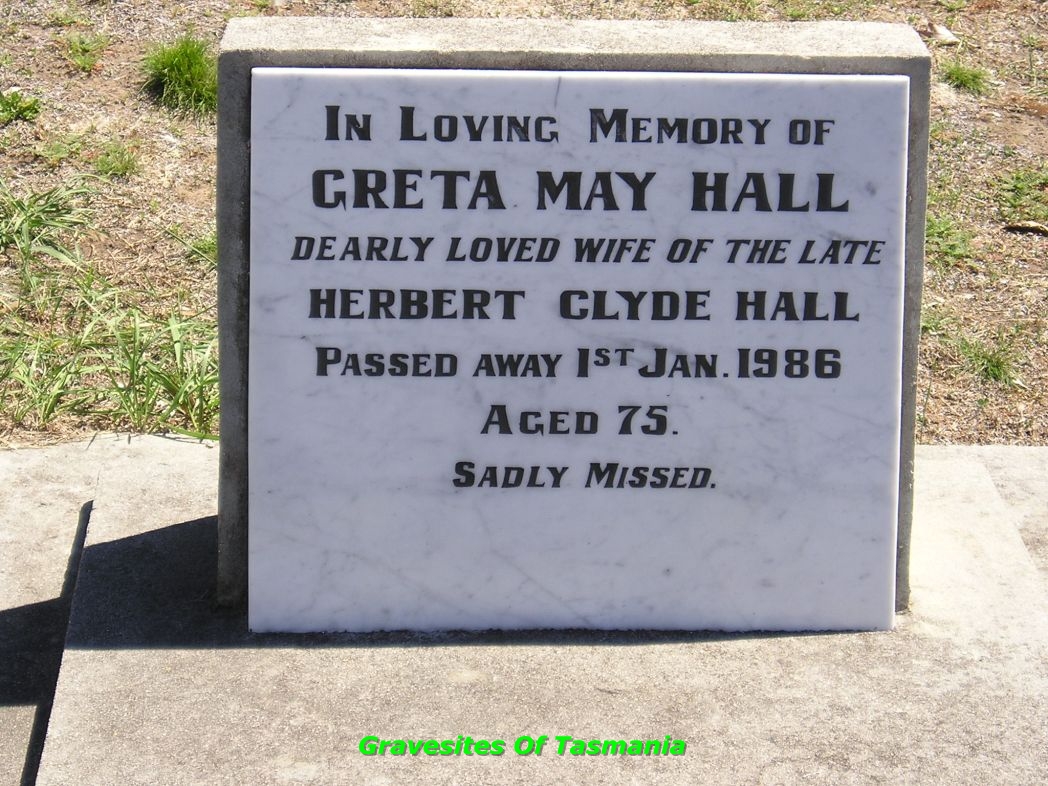 In Loving Memory of
GRETA MAY HALL
DEARLY LOVED WIFE OF THE LATE
HERBERT CLYDE HALL
PASSED AWAY 1ST JAN. 1986
AGED 75.
SADLY MISSED.
Gravesites Of Tasmania